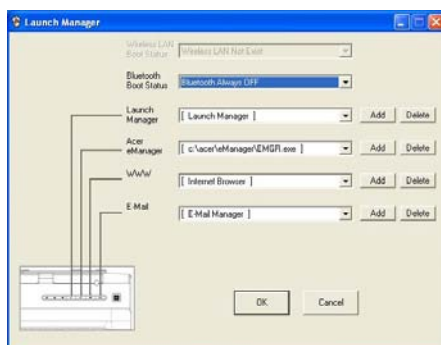 Launch Manager
Wireless LAN
Boot Status
Wireless LAN Not Exist
Bluetooth
Boot Status
Bluetooth Always OFF
Launch
Manager
[ Launch Manager ]
Add
Delete
Acer
eManager
[ c:\acer\eManager\EMGR.exe ]
Add
Delete
WWW
[ Internet Browser ]
Add
Delete
E-Mail
[ E-Mail Manager ]
Add
Delete
OK
Cancel